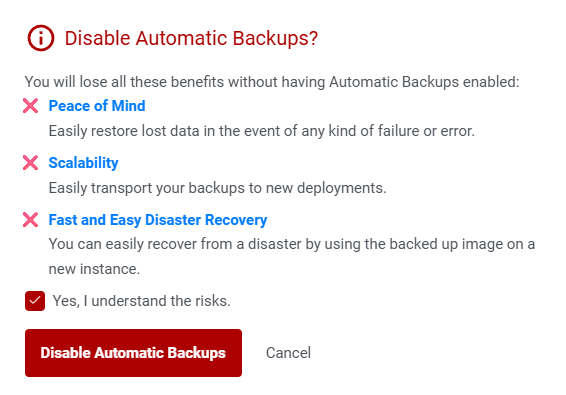 Disable Automatic Backups?
You will lose all these benefits without having Automatic Backups enabled:
Peace of Mind
Easily restore lost data in the event of any kind of failure or error.
Scalability
Easily transport your backups to new deployments.
Fast and Easy Disaster Recovery
You can easily recover from a disaster by using the backed up image on a
new instance.
Yes, I understand the risks.
Disable Automatic Backups Cancel